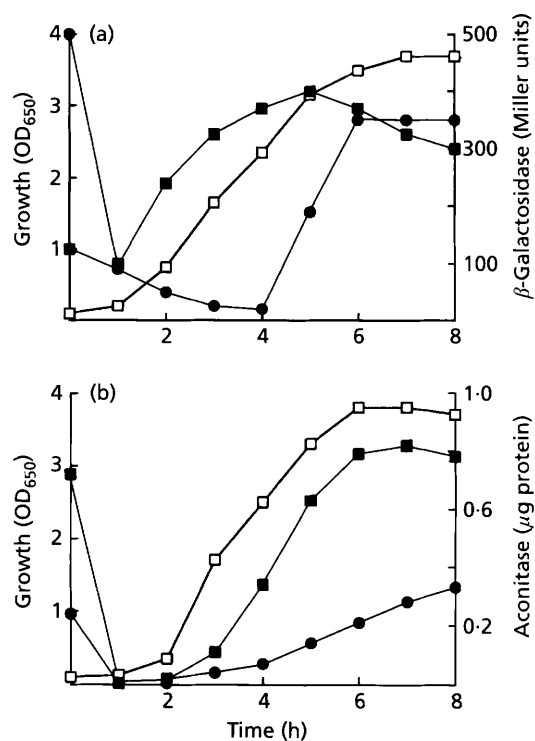 (a)
4
3
2
1
Growth (OD650)
500
300
100
β-Galactosidase (Miller units)
2 4 6 8
(b)
4
3
2
1
Growth (OD650)
1·0
0·6
0·2
Aconitase (μg protein)
2 4 6 8
Time (h)